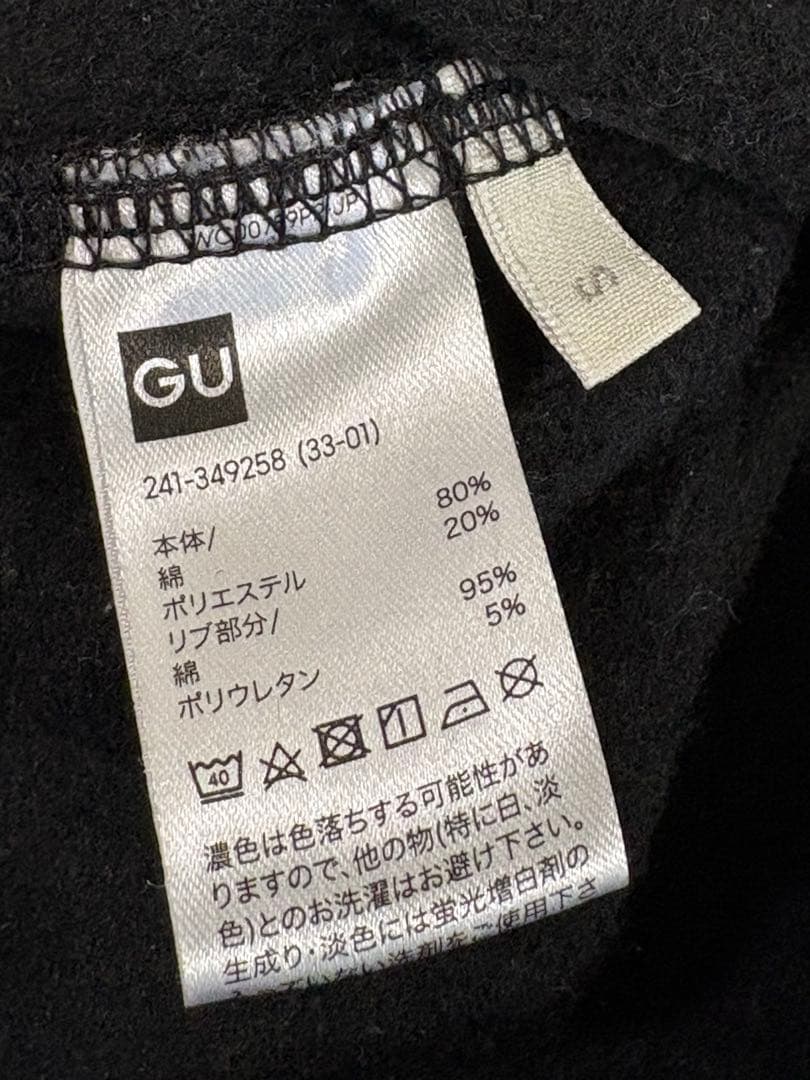 GU
S
241-349258 (33-01)
本体/
綿 80%
ポリエステル 20%
リブ部分/
綿 95%
ポリウレタン 5%
40
濃色は色落ちする可能性があ
りますので、他の物(特に白、淡
色)とのお洗濯はお避け下さい。
生成り・淡色には蛍光増白剤の
使用下さ